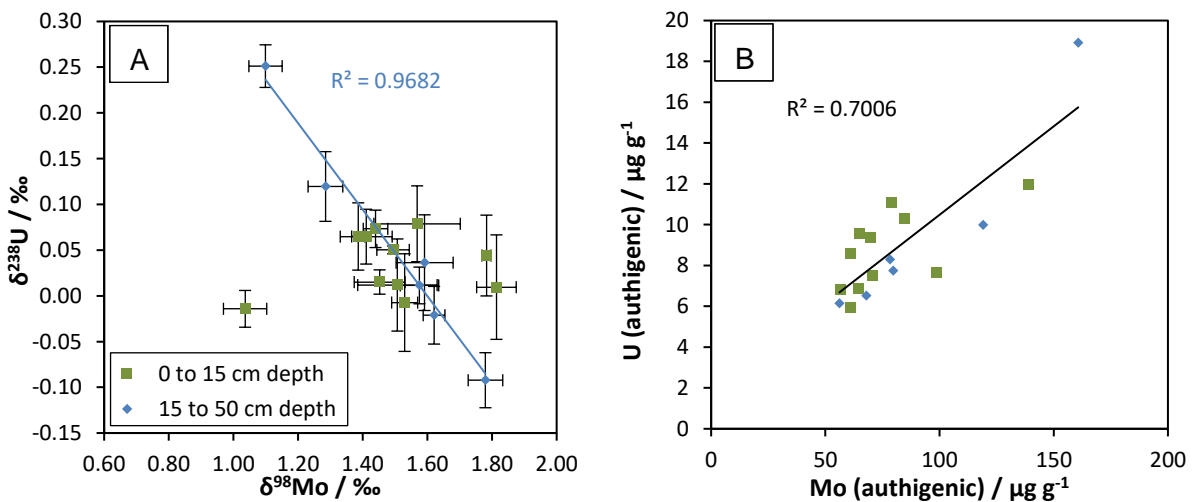 A
R² = 0.9682
0.30
0.25
0.20
0.15
0.10
0.05
0.00
-0.05
-0.10
-0.15
δ²³⁸U / ‰
0 to 15 cm depth
15 to 50 cm depth
0.60 0.80 1.00 1.20 1.40 1.60 1.80 2.00
δ⁹⁸Mo / ‰
B
R² = 0.7006
20
18
16
14
12
10
8
6
4
2
0
U (authigenic) / µg g⁻¹
0 50 100 150 200
Mo (authigenic) / µg g⁻¹